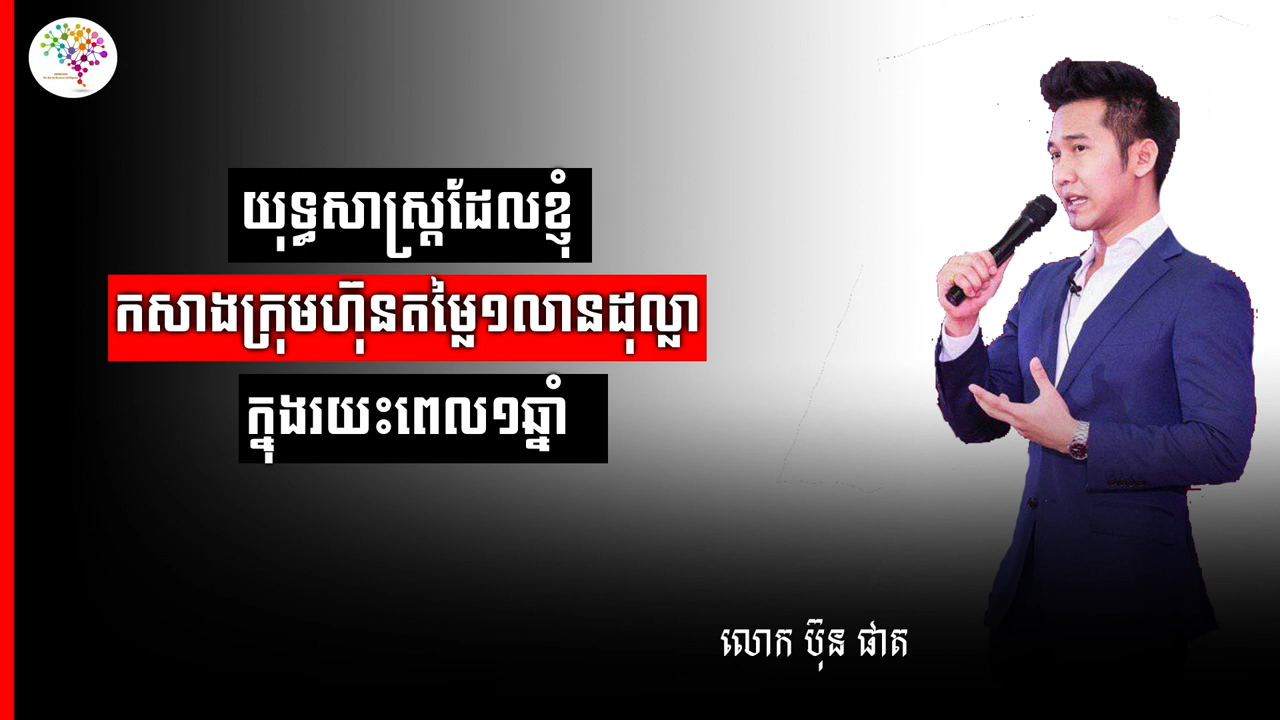 យុទ្ធសាស្ត្រដែលខ្ញុំ
កសាងក្រុមហ៊ុនតម្លៃ១លានដុល្លា
ក្នុងរយៈពេល១ឆ្នាំ
លោក ប៊ុន ផាត